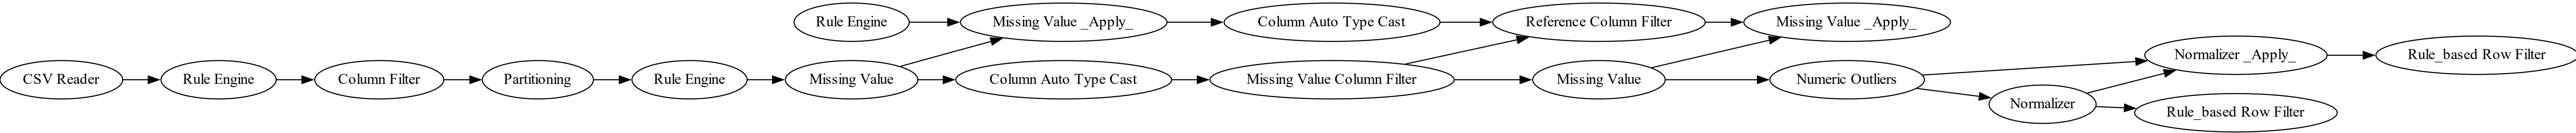 Rule Engine
Missing Value _Apply_
Column Auto Type Cast
Reference Column Filter
Missing Value _Apply_
CSV Reader
Rule Engine
Column Filter
Partitioning
Rule Engine
Missing Value
Column Auto Type Cast
Missing Value Column Filter
Missing Value
Numeric Outliers
Normalizer _Apply_
Rule_based Row Filter
Normalizer
Rule_based Row Filter